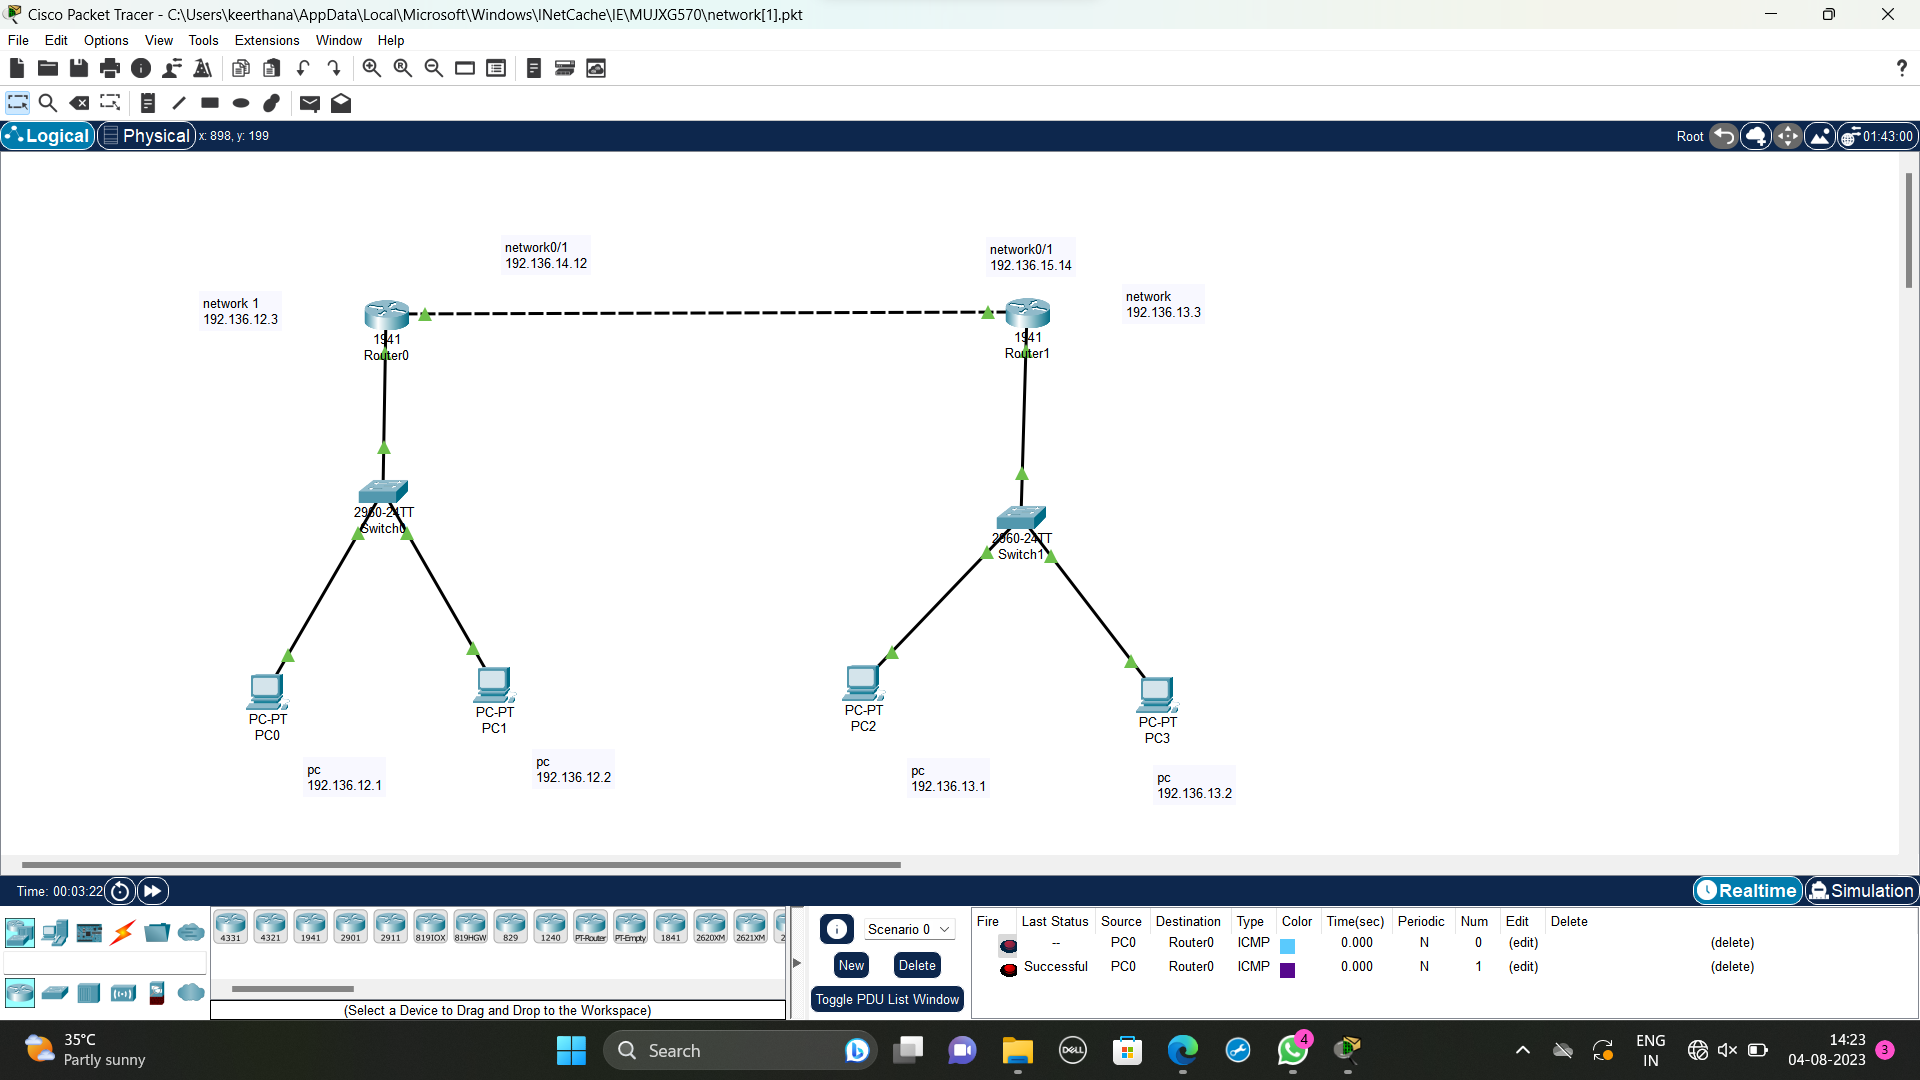 Cisco Packet Tracer - C:\Users\keerthana\AppData\Local\Microsoft\Windows\INetCache\IE\MUJXG570\network[1].pkt
File Edit Options View Tools Extensions Window Help
?
Logical Physical x: 898, y: 199 Root 01:43:00
network0/1
192.136.14.12
network0/1
192.136.15.14
network 1
192.136.12.3
network
192.136.13.3
1941
Router0
1941
Router1
2960-24TT
Switch0
2960-24TT
Switch1
PC-PT
PC0
PC-PT
PC1
PC-PT
PC2
PC-PT
PC3
pc
192.136.12.1
pc
192.136.12.2
pc
192.136.13.1
pc
192.136.13.2
Time: 00:03:22 Realtime Simulation
4331 4321 1941 2901 2911 819IOX 819HGW 829 1240 PT-Router PT-Empty 1841 2620XM 2621XM 2
(Select a Device to Drag and Drop to the Workspace)
Scenario 0
New Delete
Toggle PDU List Window
Fire Last Status Source Destination Type Color Time(sec) Periodic Num Edit Delete
-- PC0 Router0 ICMP 0.000 N 0 (edit) (delete)
Successful PC0 Router0 ICMP 0.000 N 1 (edit) (delete)
35°C
Partly sunny
Search
DELL
4
ENG
IN
14:23
04-08-2023
3